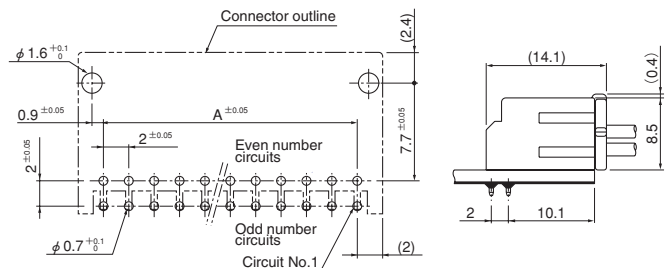 Connector outline
(2.4)
φ1.6 +0.1 0
0.9 ±0.05
A ±0.05
2 ±0.05
7.7 ±0.05
2 ±0.05
Even number
circuits
Odd number
circuits
φ0.7 +0.1 0
Circuit No.1
(2)
(14.1)
(0.4)
8.5
2
10.1